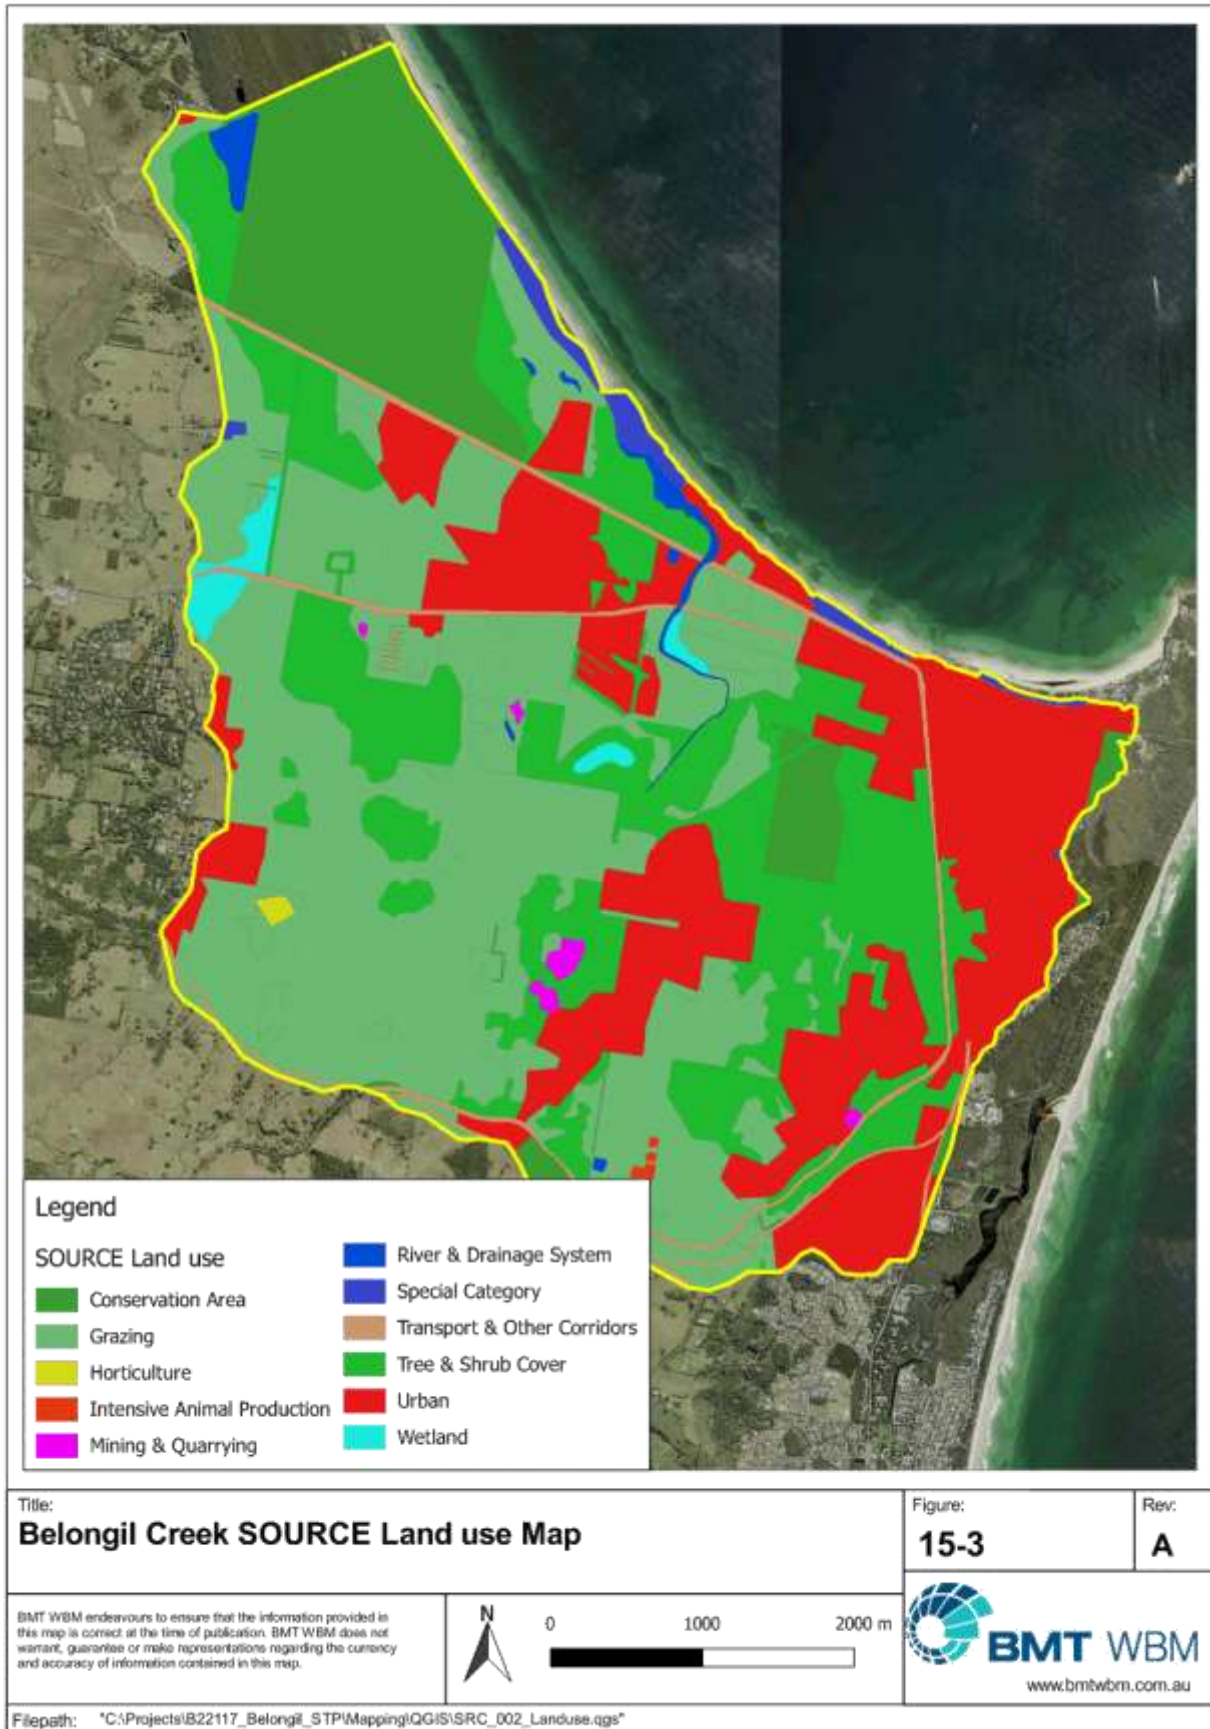 Legend
SOURCE Land use
Conservation Area
Grazing
Horticulture
Intensive Animal Production
Mining & Quarrying
River & Drainage System
Special Category
Transport & Other Corridors
Tree & Shrub Cover
Urban
Wetland
Title:
Belongil Creek SOURCE Land use Map
Figure:
15-3
Rev:
A
BMT WBM endeavours to ensure that the information provided in
this map is correct at the time of publication. BMT WBM does not
warrant, guarantee or make representations regarding the currency
and accuracy of information contained in this map.
N
0 1000 2000 m
BMT WBM
www.bmtwbm.com.au
Filepath: "C:\Projects\B22117_Belongil_STP\Mapping\QGIS\SRC_002_Landuse.qgs"